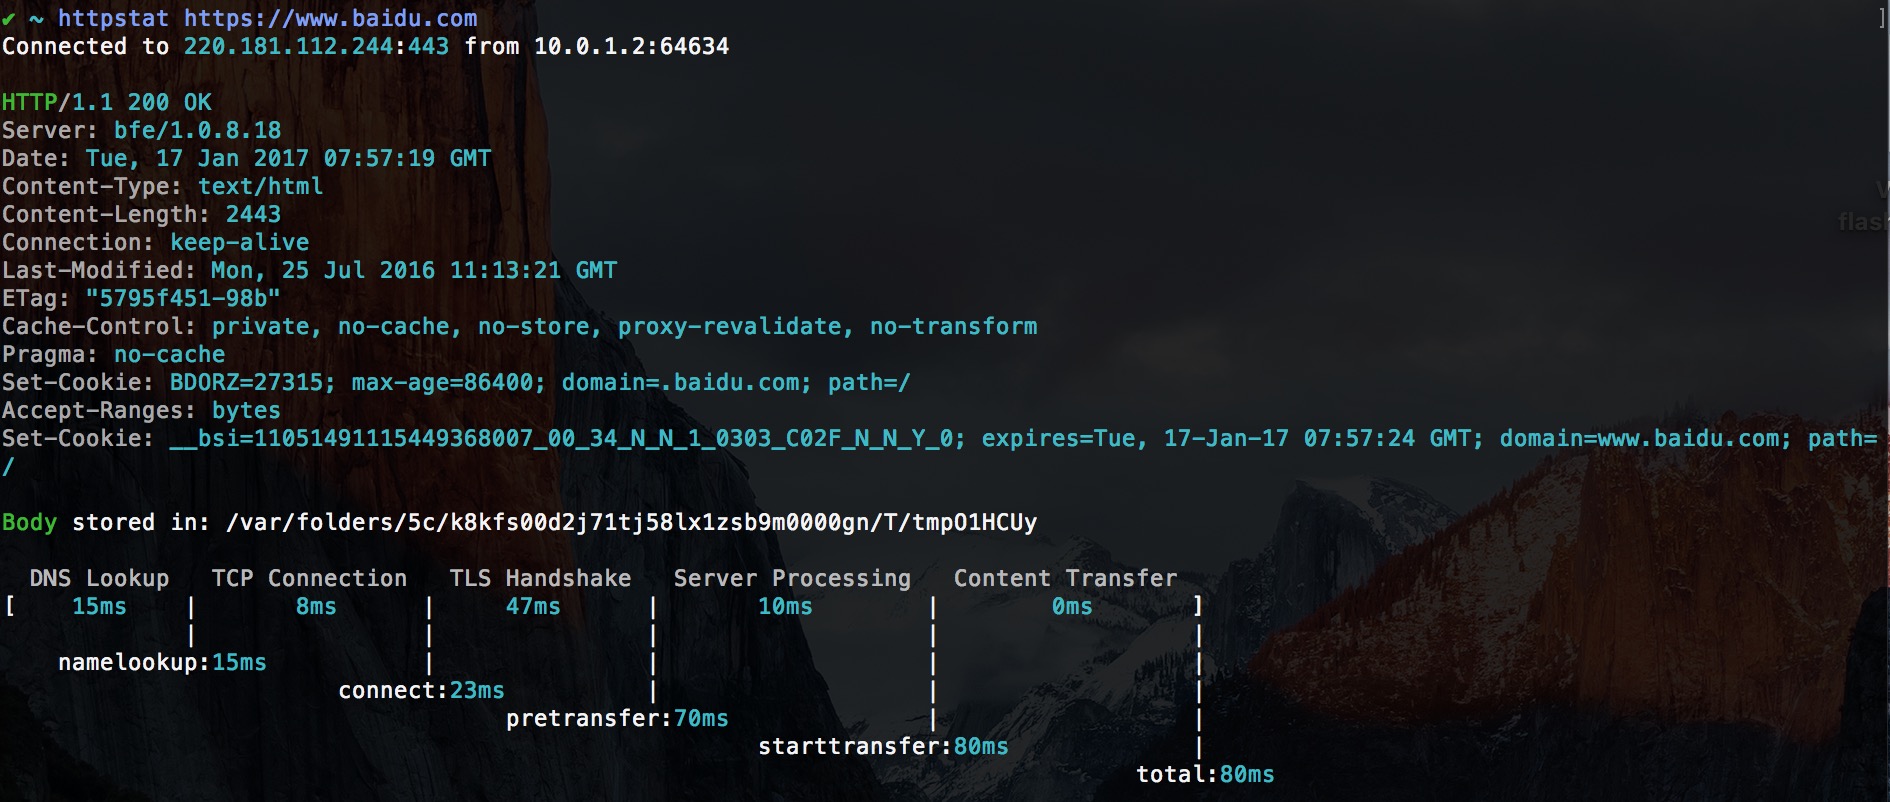 ✔ ~ httpstat https://www.baidu.com ]
Connected to 220.181.112.244:443 from 10.0.1.2:64634
HTTP/1.1 200 OK
Server: bfe/1.0.8.18
Date: Tue, 17 Jan 2017 07:57:19 GMT
Content-Type: text/html
Content-Length: 2443
Connection: keep-alive
Last-Modified: Mon, 25 Jul 2016 11:13:21 GMT
ETag: "5795f451-98b"
Cache-Control: private, no-cache, no-store, proxy-revalidate, no-transform
Pragma: no-cache
Set-Cookie: BDORZ=27315; max-age=86400; domain=.baidu.com; path=/
Accept-Ranges: bytes
Set-Cookie: __bsi=11051491115449368007_00_34_N_N_1_0303_C02F_N_N_Y_0; expires=Tue, 17-Jan-17 07:57:24 GMT; domain=www.baidu.com; path=
/
Body stored in: /var/folders/5c/k8kfs00d2j71tj58lx1zsb9m0000gn/T/tmpO1HCUy
DNS Lookup TCP Connection TLS Handshake Server Processing Content Transfer
[ 15ms | 8ms | 47ms | 10ms | 0ms ]
| | | | |
namelookup:15ms | | | |
connect:23ms | | |
pretransfer:70ms | |
starttransfer:80ms |
total:80ms